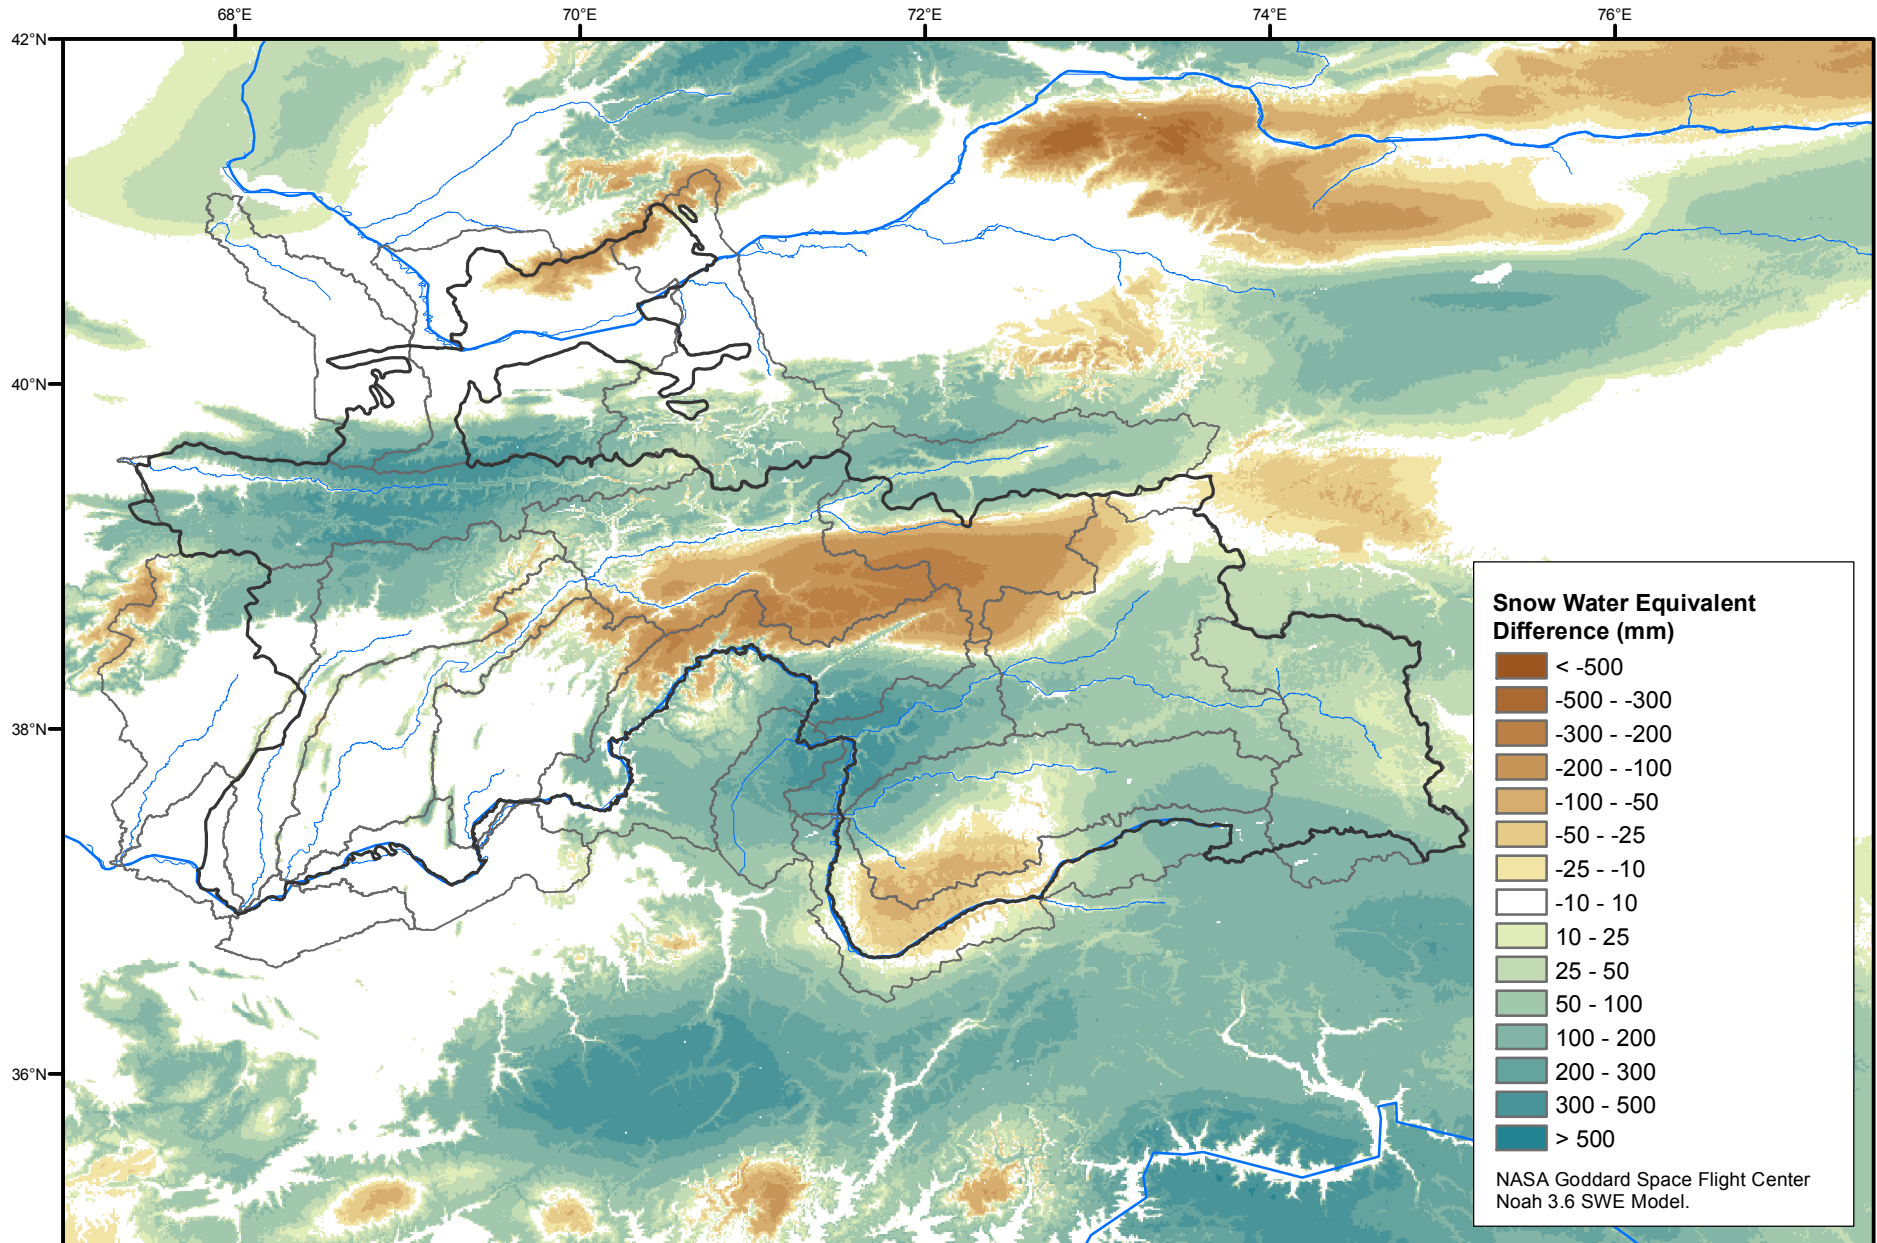 68°E
70°E
72°E
74°E
76°E
42°N
40°N
38°N
36°N
Snow Water Equivalent
Difference (mm)
< -500
-500 - -300
-300 - -200
-200 - -100
-100 - -50
-50 - -25
-25 - -10
-10 - 10
10 - 25
25 - 50
50 - 100
100 - 200
200 - 300
300 - 500
> 500
NASA Goddard Space Flight Center
Noah 3.6 SWE Model.